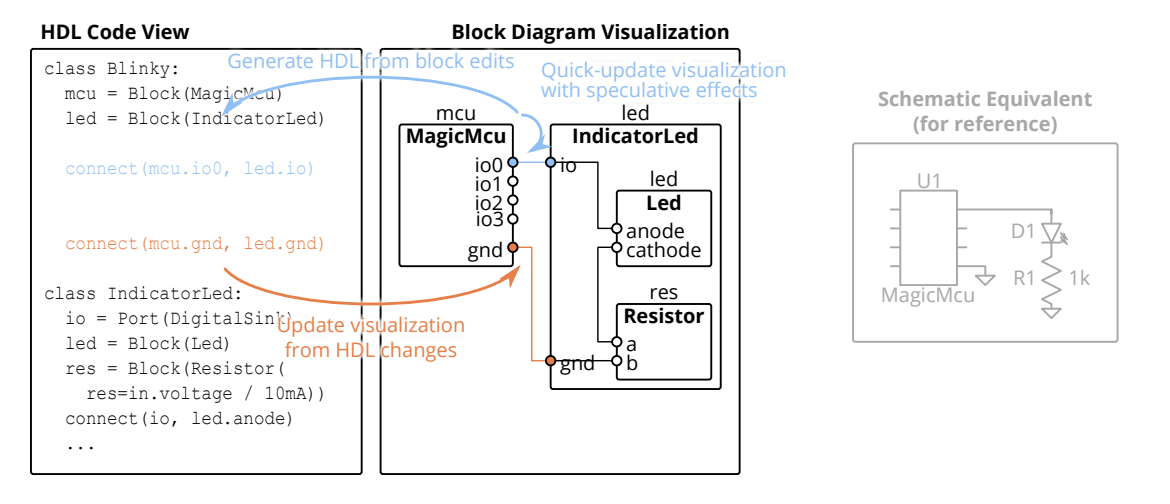 HDL Code View
class Blinky:
mcu = Block(MagicMcu)
led = Block(IndicatorLed)
connect(mcu.io0, led.io)
connect(mcu.gnd, led.gnd)
class IndicatorLed:
io = Port(DigitalSink)
led = Block(Led)
res = Block(Resistor(
res=in.voltage / 10mA))
connect(io, led.anode)
...
Generate HDL from block edits
Update visualization
from HDL changes
Block Diagram Visualization
Quick-update visualization
with speculative effects
mcu
MagicMcu
io0
io1
io2
io3
gnd
led
IndicatorLed
io
led
Led
anode
cathode
res
Resistor
a
b
gnd
Schematic Equivalent
(for reference)
U1
MagicMcu
D1
R1
1k